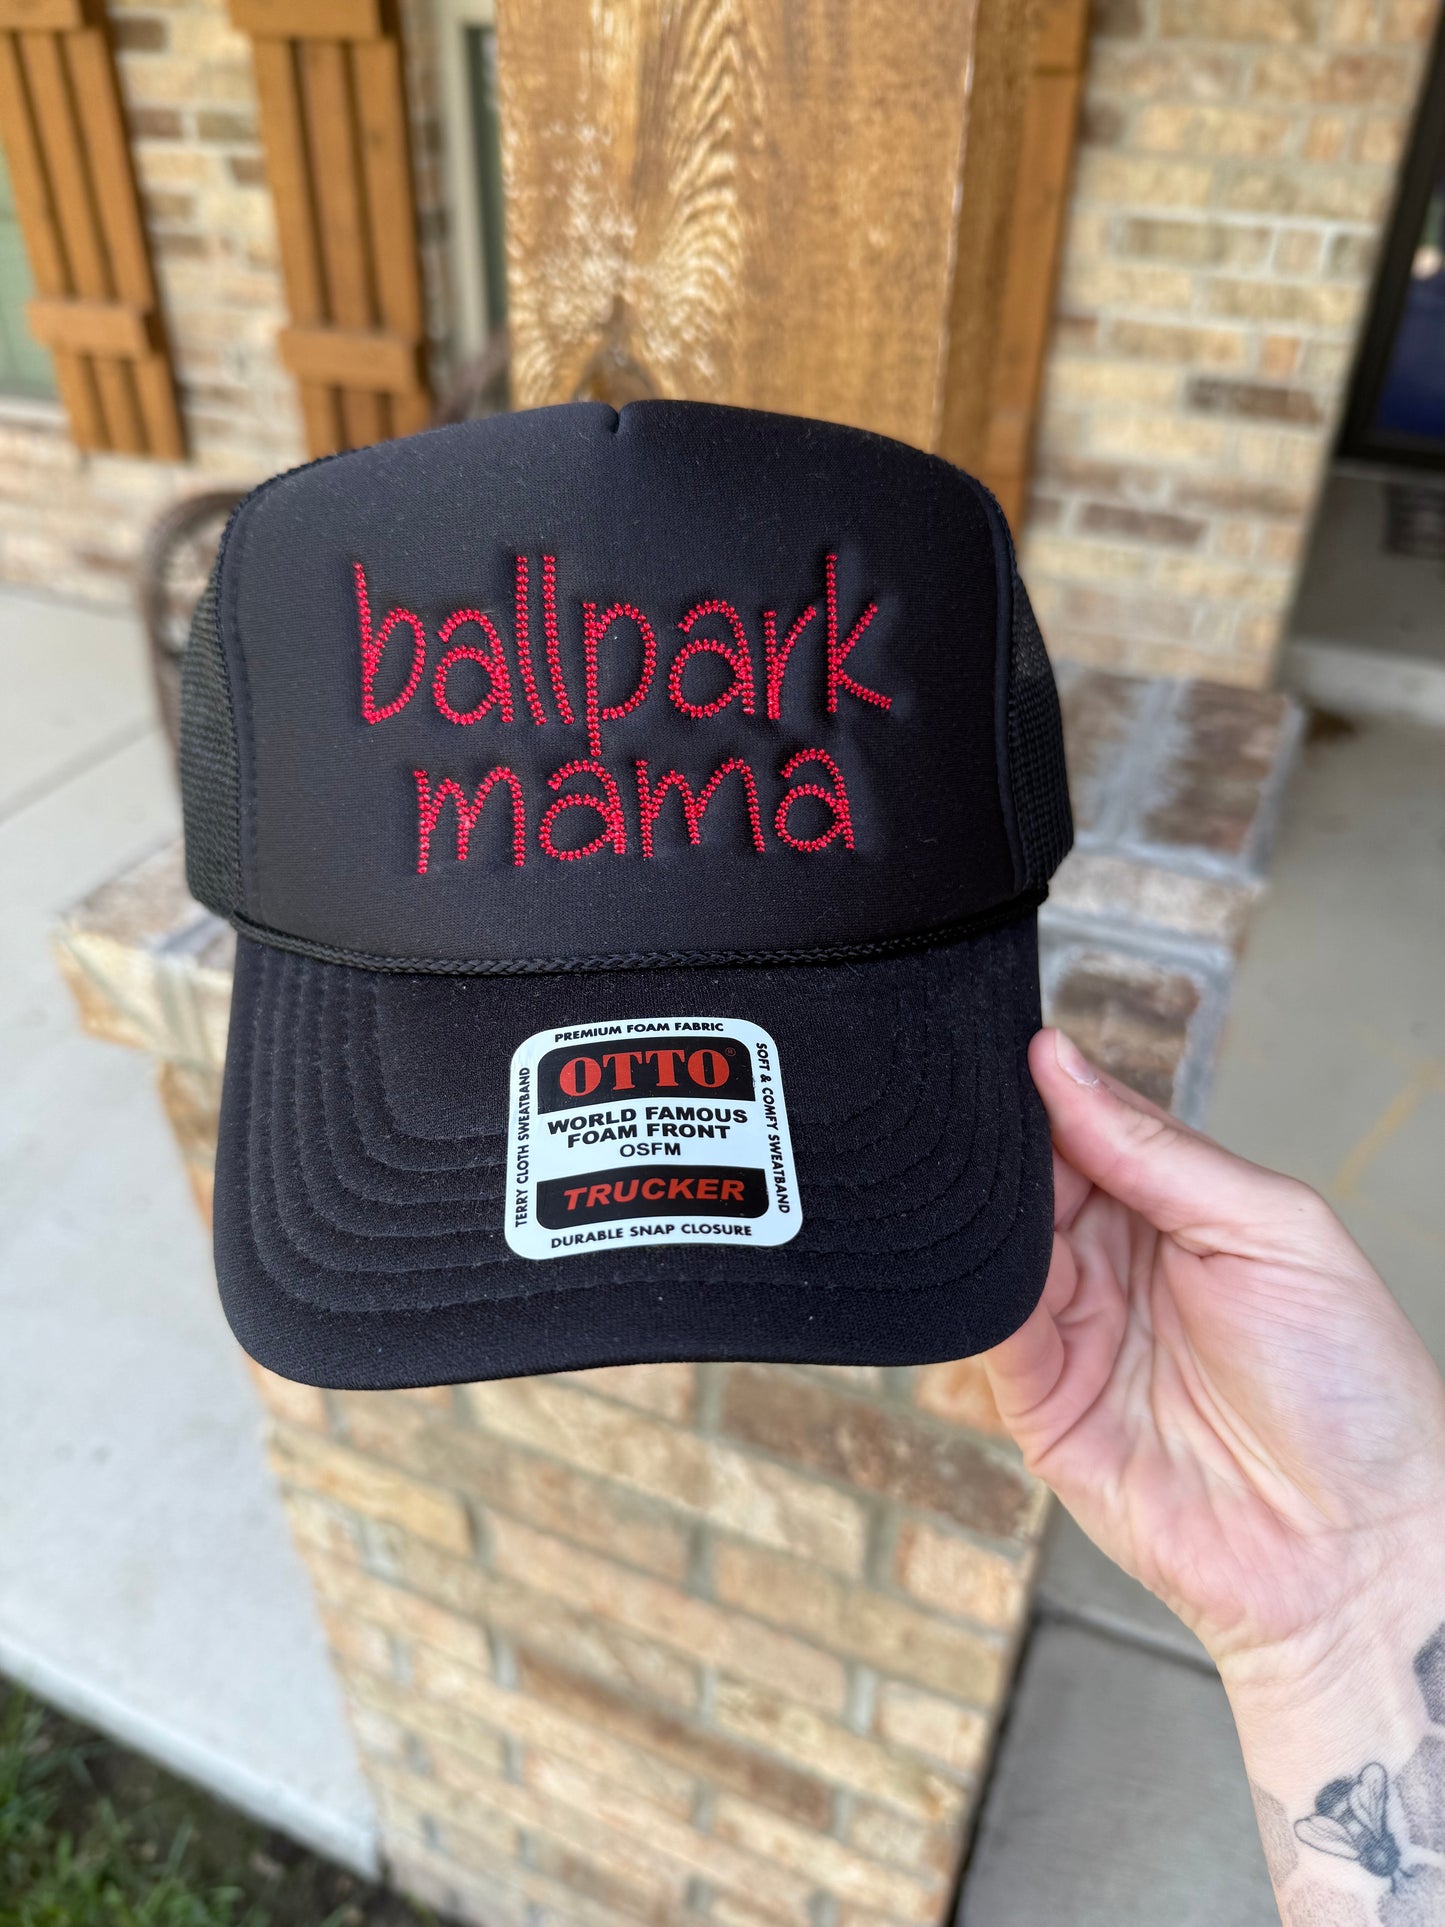 ballpark
mama
PREMIUM FOAM FABRIC
OTTO®
WORLD FAMOUS
FOAM FRONT
OSFM
TRUCKER
DURABLE SNAP CLOSURE
TERRY CLOTH SWEATBAND
SOFT & COMFY SWEATBAND